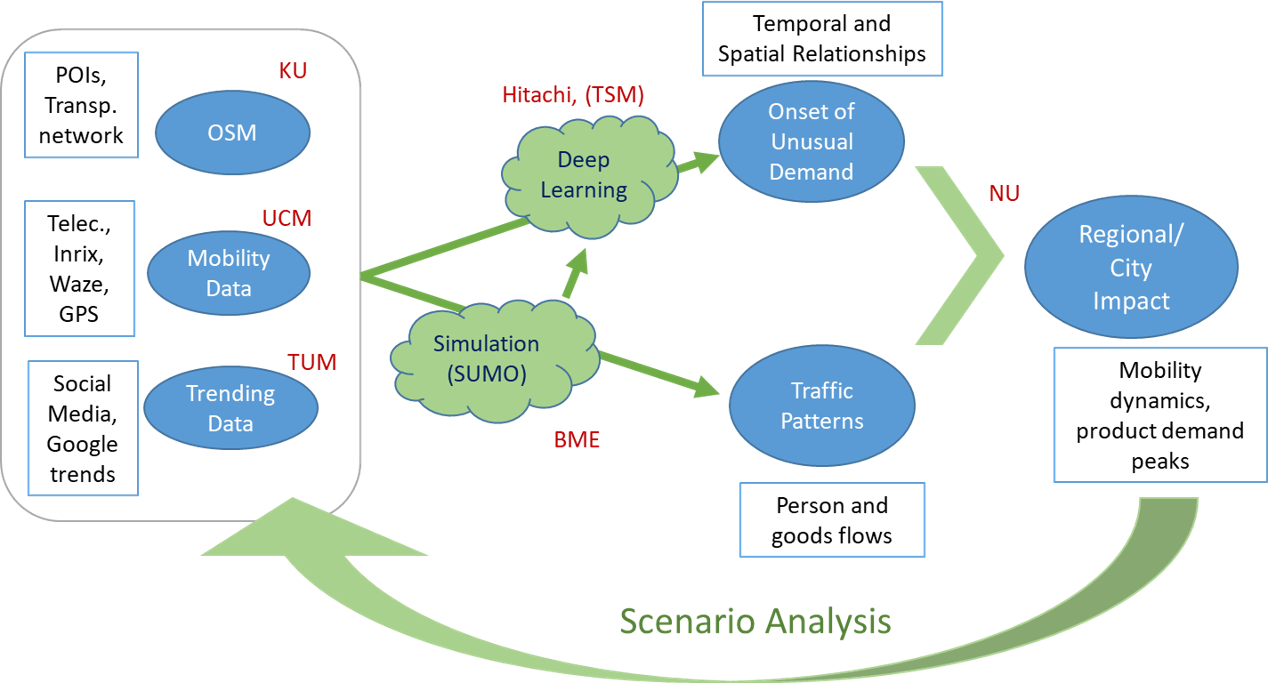 POIs,
Transp.
network
KU
OSM
Telec.,
Inrix,
Waze,
GPS
UCM
Mobility
Data
Social
Media,
Google
trends
TUM
Trending
Data
Hitachi, (TSM)
Deep
Learning
Simulation
(SUMO)
BME
Temporal and
Spatial Relationships
Onset of
Unusual
Demand
Traffic
Patterns
Person and
goods flows
NU
Regional/
City
Impact
Mobility
dynamics,
product demand
peaks
Scenario Analysis